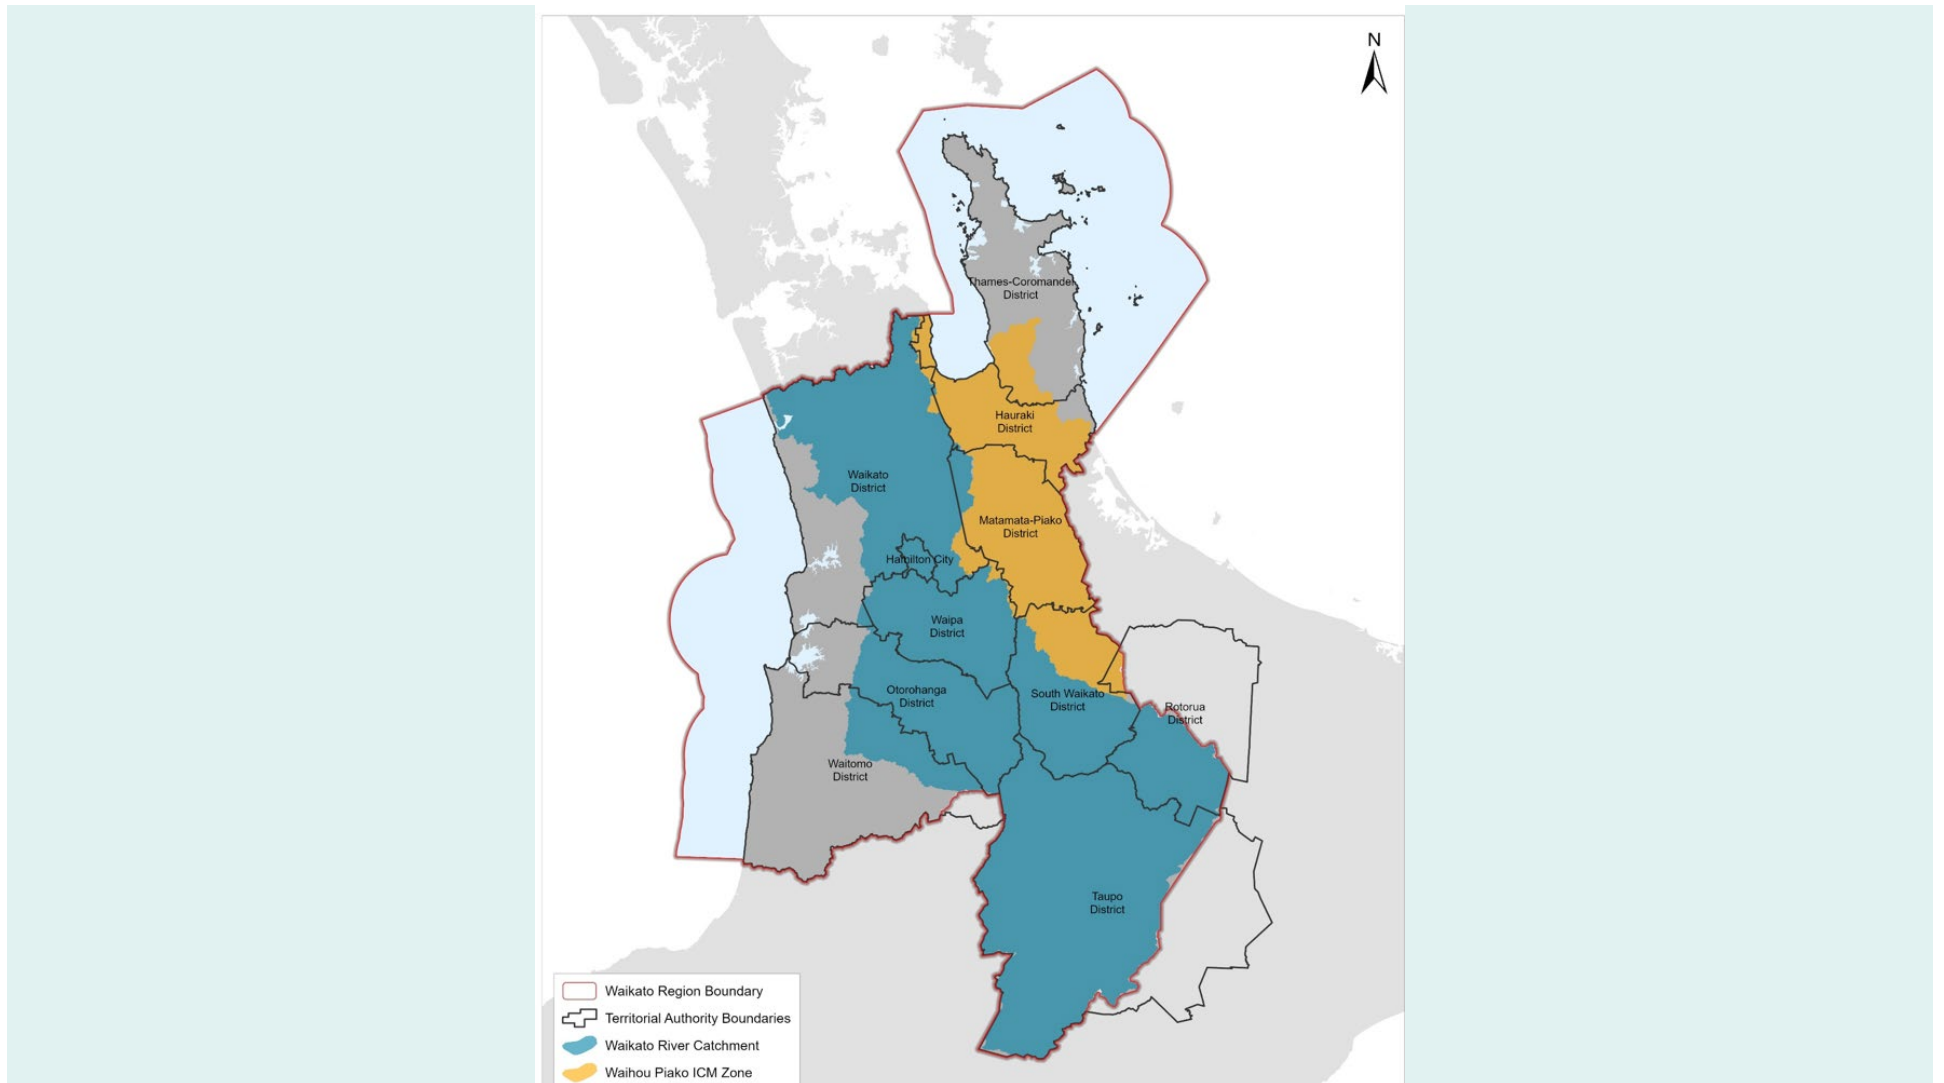 N
Thames-Coromandel
District
Hauraki
District
Waikato
District
Matamata-Piako
District
Hamilton City
Waipa
District
Otorohanga
District
South Waikato
District
Rotorua
District
Waitomo
District
Taupo
District
Waikato Region Boundary
Territorial Authority Boundaries
Waikato River Catchment
Waihou Piako ICM Zone